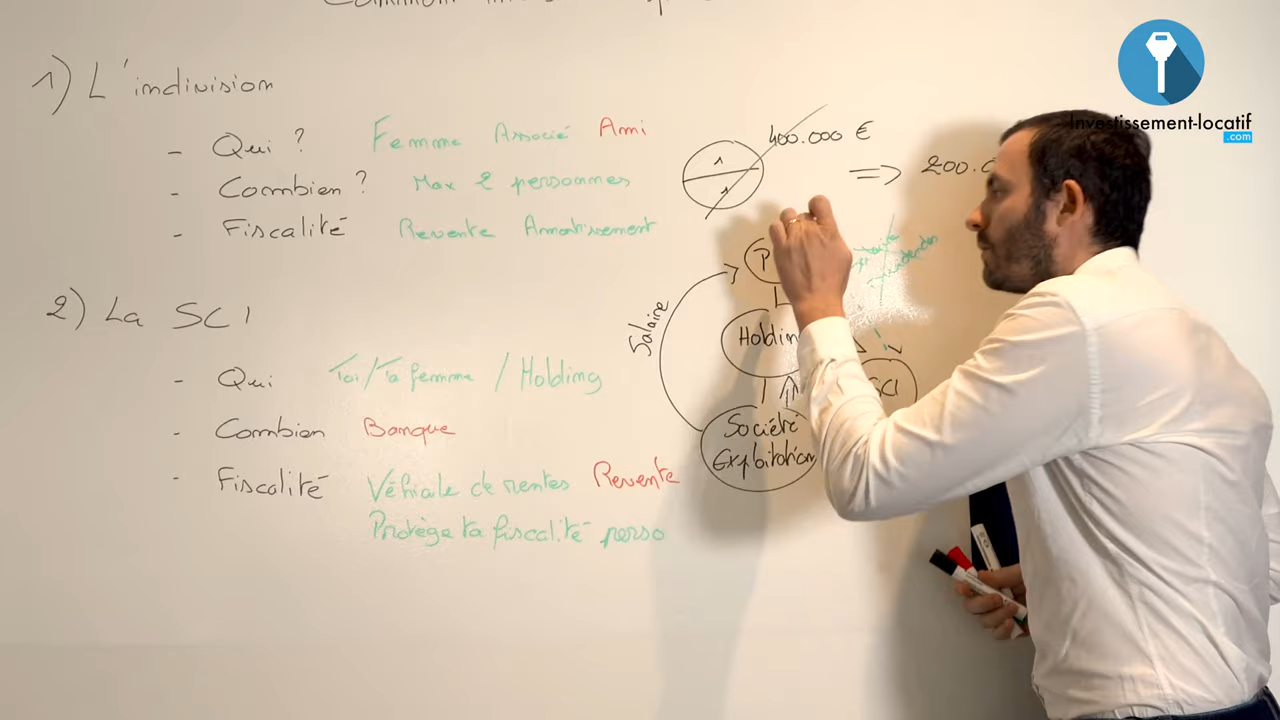 1) L'indivision
- Qui ? Femme Associé Ami
- Combien ? Max 2 personnes
- Fiscalité Revente Amortissement
2) La SCI
- Qui Toi/Ta femme / Holding
- Combien Banque
- Fiscalité Véhicule de rentes Revente
Protège ta fiscalité perso
1
1
400.000 €
=> 200.0
P
Salaire
Holding
SCI
Société
Exploitation
Investissement-locatif
.com